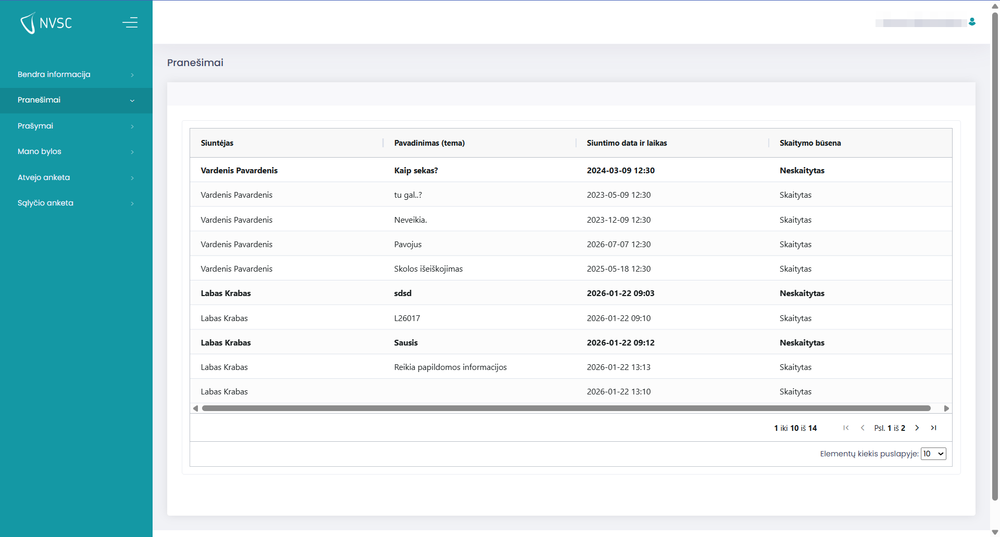 NVSC
Bendra informacija
Pranešimai
Prašymai
Mano bylos
Atvejo anketa
Sąlyčio anketa
Pranešimai
Siuntėjas Pavadinimas (tema) Siuntimo data ir laikas Skaitymo būsena
Vardenis Pavardenis Kaip sekas? 2024-03-09 12:30 Neskaitytas
Vardenis Pavardenis tu gal..? 2023-05-09 12:30 Skaitytas
Vardenis Pavardenis Neveikia. 2023-12-09 12:30 Skaitytas
Vardenis Pavardenis Pavojus 2026-07-07 12:30 Skaitytas
Vardenis Pavardenis Skolos išeiškojimas 2025-05-18 12:30 Skaitytas
Labas Krabas sdsd 2026-01-22 09:03 Neskaitytas
Labas Krabas L26017 2026-01-22 09:10 Skaitytas
Labas Krabas Sausis 2026-01-22 09:12 Neskaitytas
Labas Krabas Reikia papildomos informacijos 2026-01-22 13:13 Skaitytas
Labas Krabas 2026-01-22 13:10 Skaitytas
1 iki 10 iš 14 Psl. 1 iš 2
Elementų kiekis puslapyje: 10